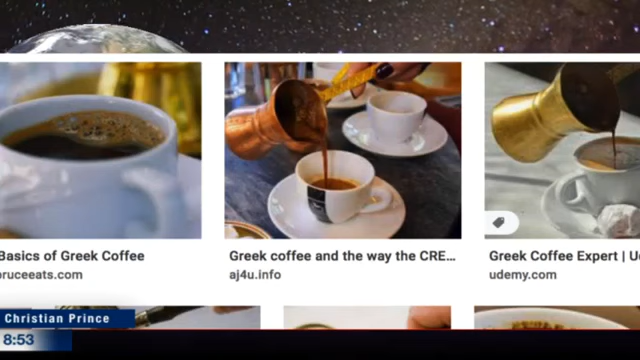 Basics of Greek Coffee
pruceeats.com
Greek coffee and the way the CRE...
aj4u.info
Greek Coffee Expert | U
udemy.com
Christian Prince
8:53